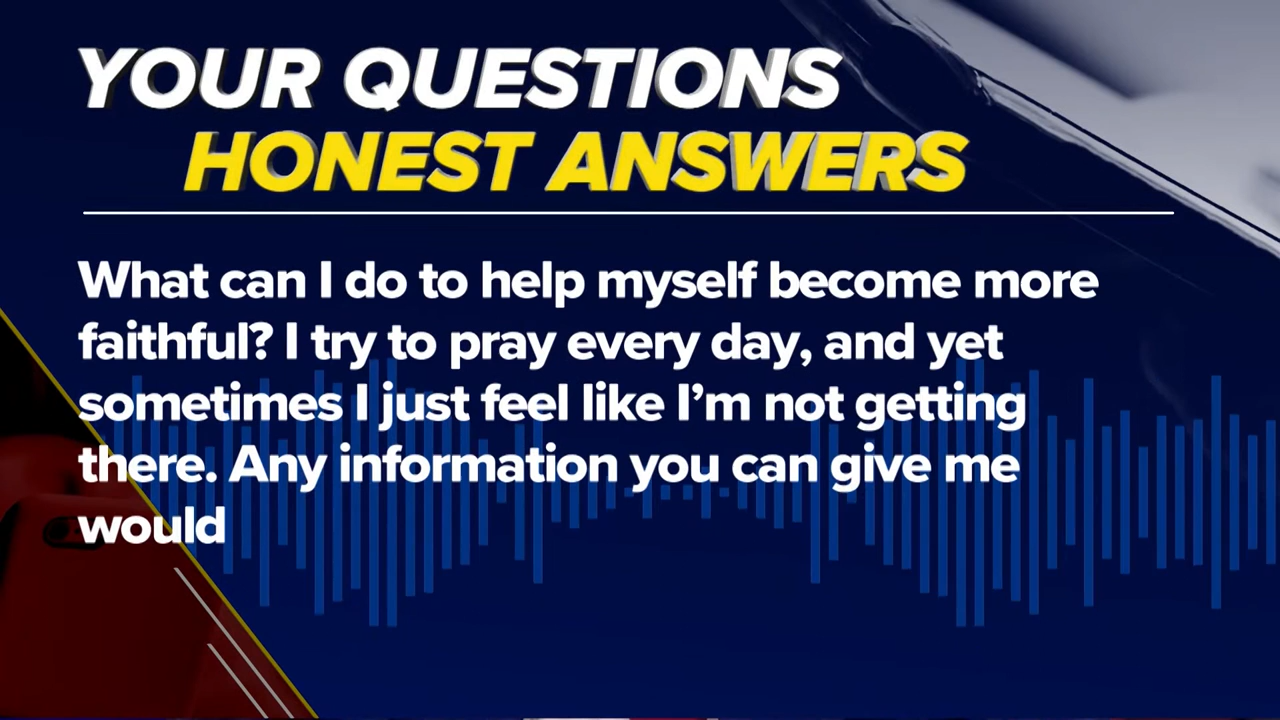 YOUR QUESTIONS
HONEST ANSWERS
What can I do to help myself become more
faithful? I try to pray every day, and yet
sometimes I just feel like I’m not getting
there. Any information you can give me
would